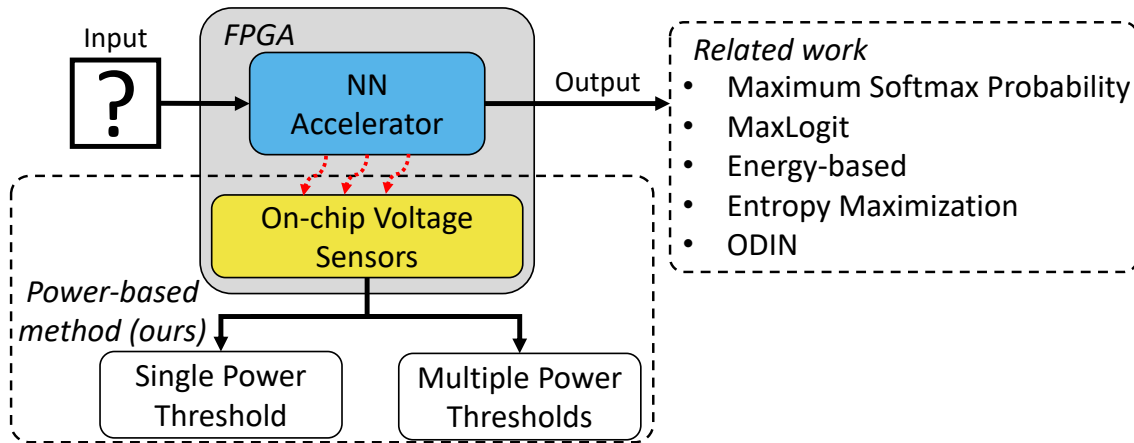 Input
?
FPGA
NN
Accelerator
Output
On-chip Voltage
Sensors
Power-based
method (ours)
Single Power
Threshold
Multiple Power
Thresholds
Related work
• Maximum Softmax Probability
• MaxLogit
• Energy-based
• Entropy Maximization
• ODIN